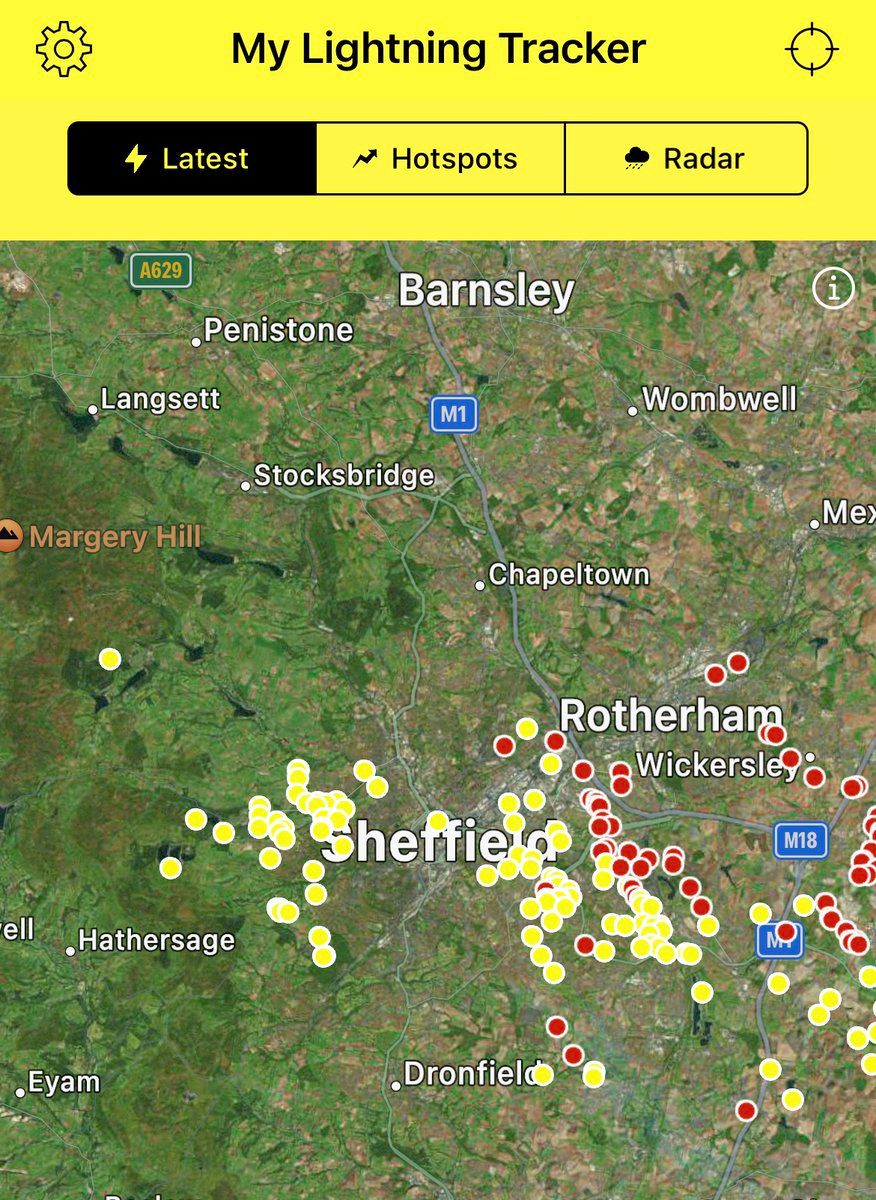 My Lightning Tracker
Latest
Hotspots
Radar
A629
Barnsley
Penistone
Langsett
M1
Wombwell
Stocksbridge
Mex
Margery Hill
Chapeltown
Rotherham
Wickersley
Sheffield
M18
ell
Hathersage
M1
Dronfield
Eyam